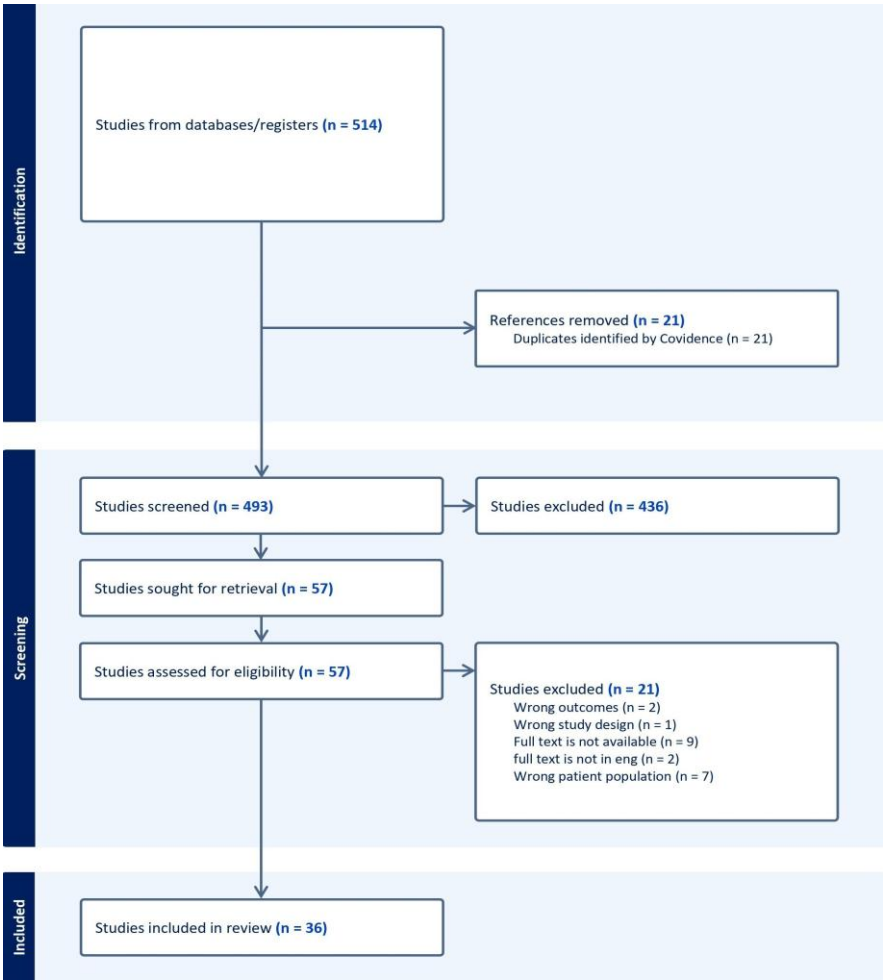 Identification
Studies from databases/registers (n = 514)
References removed (n = 21)
Duplicates identified by Covidence (n = 21)
Screening
Studies screened (n = 493)
Studies excluded (n = 436)
Studies sought for retrieval (n = 57)
Studies assessed for eligibility (n = 57)
Studies excluded (n = 21)
Wrong outcomes (n = 2)
Wrong study design (n = 1)
Full text is not available (n = 9)
full text is not in eng (n = 2)
Wrong patient population (n = 7)
Included
Studies included in review (n = 36)